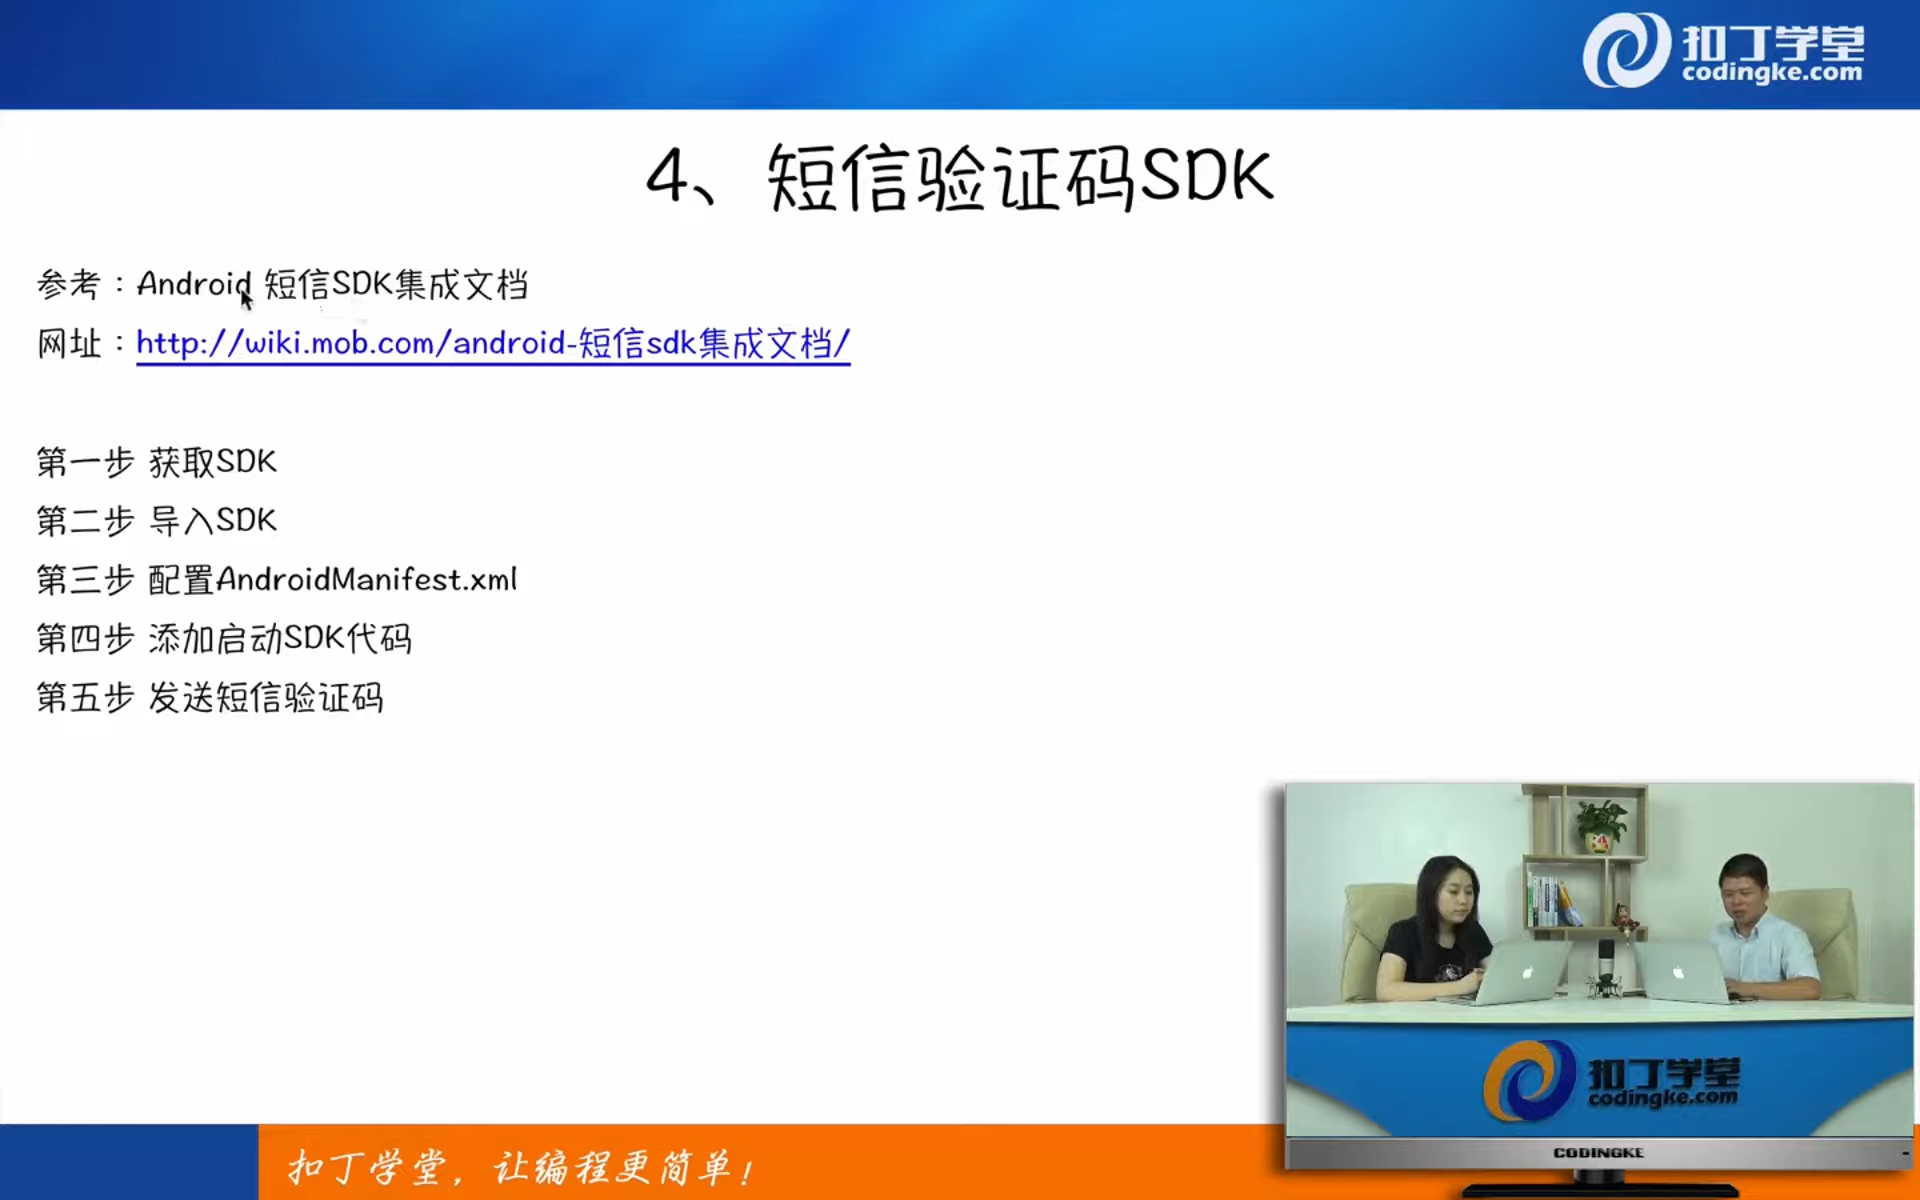 扣丁学堂
codingke.com
4、短信验证码SDK
参考：Android 短信SDK集成文档
网址：http://wiki.mob.com/android-短信sdk集成文档/
第一步 获取SDK
第二步 导入SDK
第三步 配置AndroidManifest.xml
第四步 添加启动SDK代码
第五步 发送短信验证码
扣丁学堂
codingke.com
CODINGKE
扣丁学堂，让编程更简单！